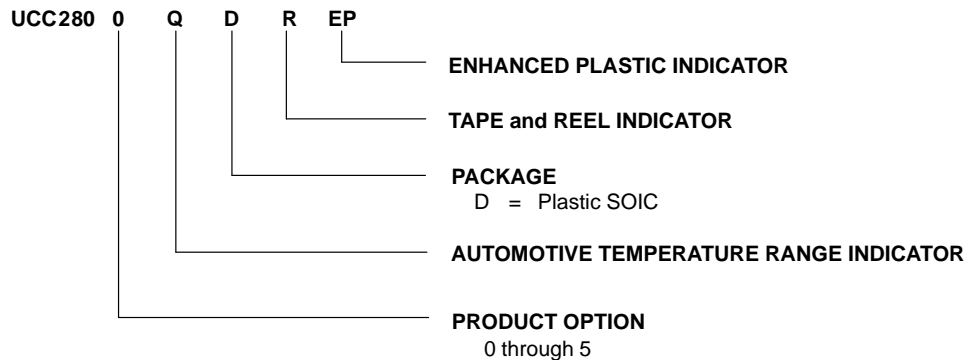 UCC280 0 Q D R EP
ENHANCED PLASTIC INDICATOR
TAPE and REEL INDICATOR
PACKAGE
D = Plastic SOIC
AUTOMOTIVE TEMPERATURE RANGE INDICATOR
PRODUCT OPTION
0 through 5